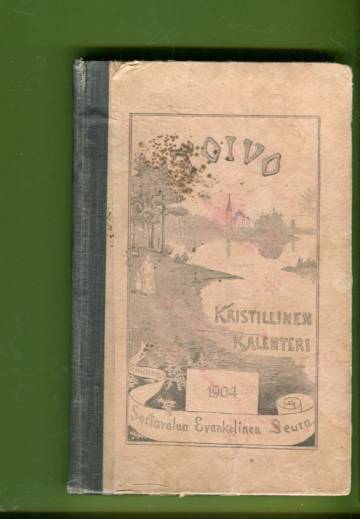 OIVO
KRISTILLINEN
KALENTERI
1904
Sortavalan Evankelinen Seura